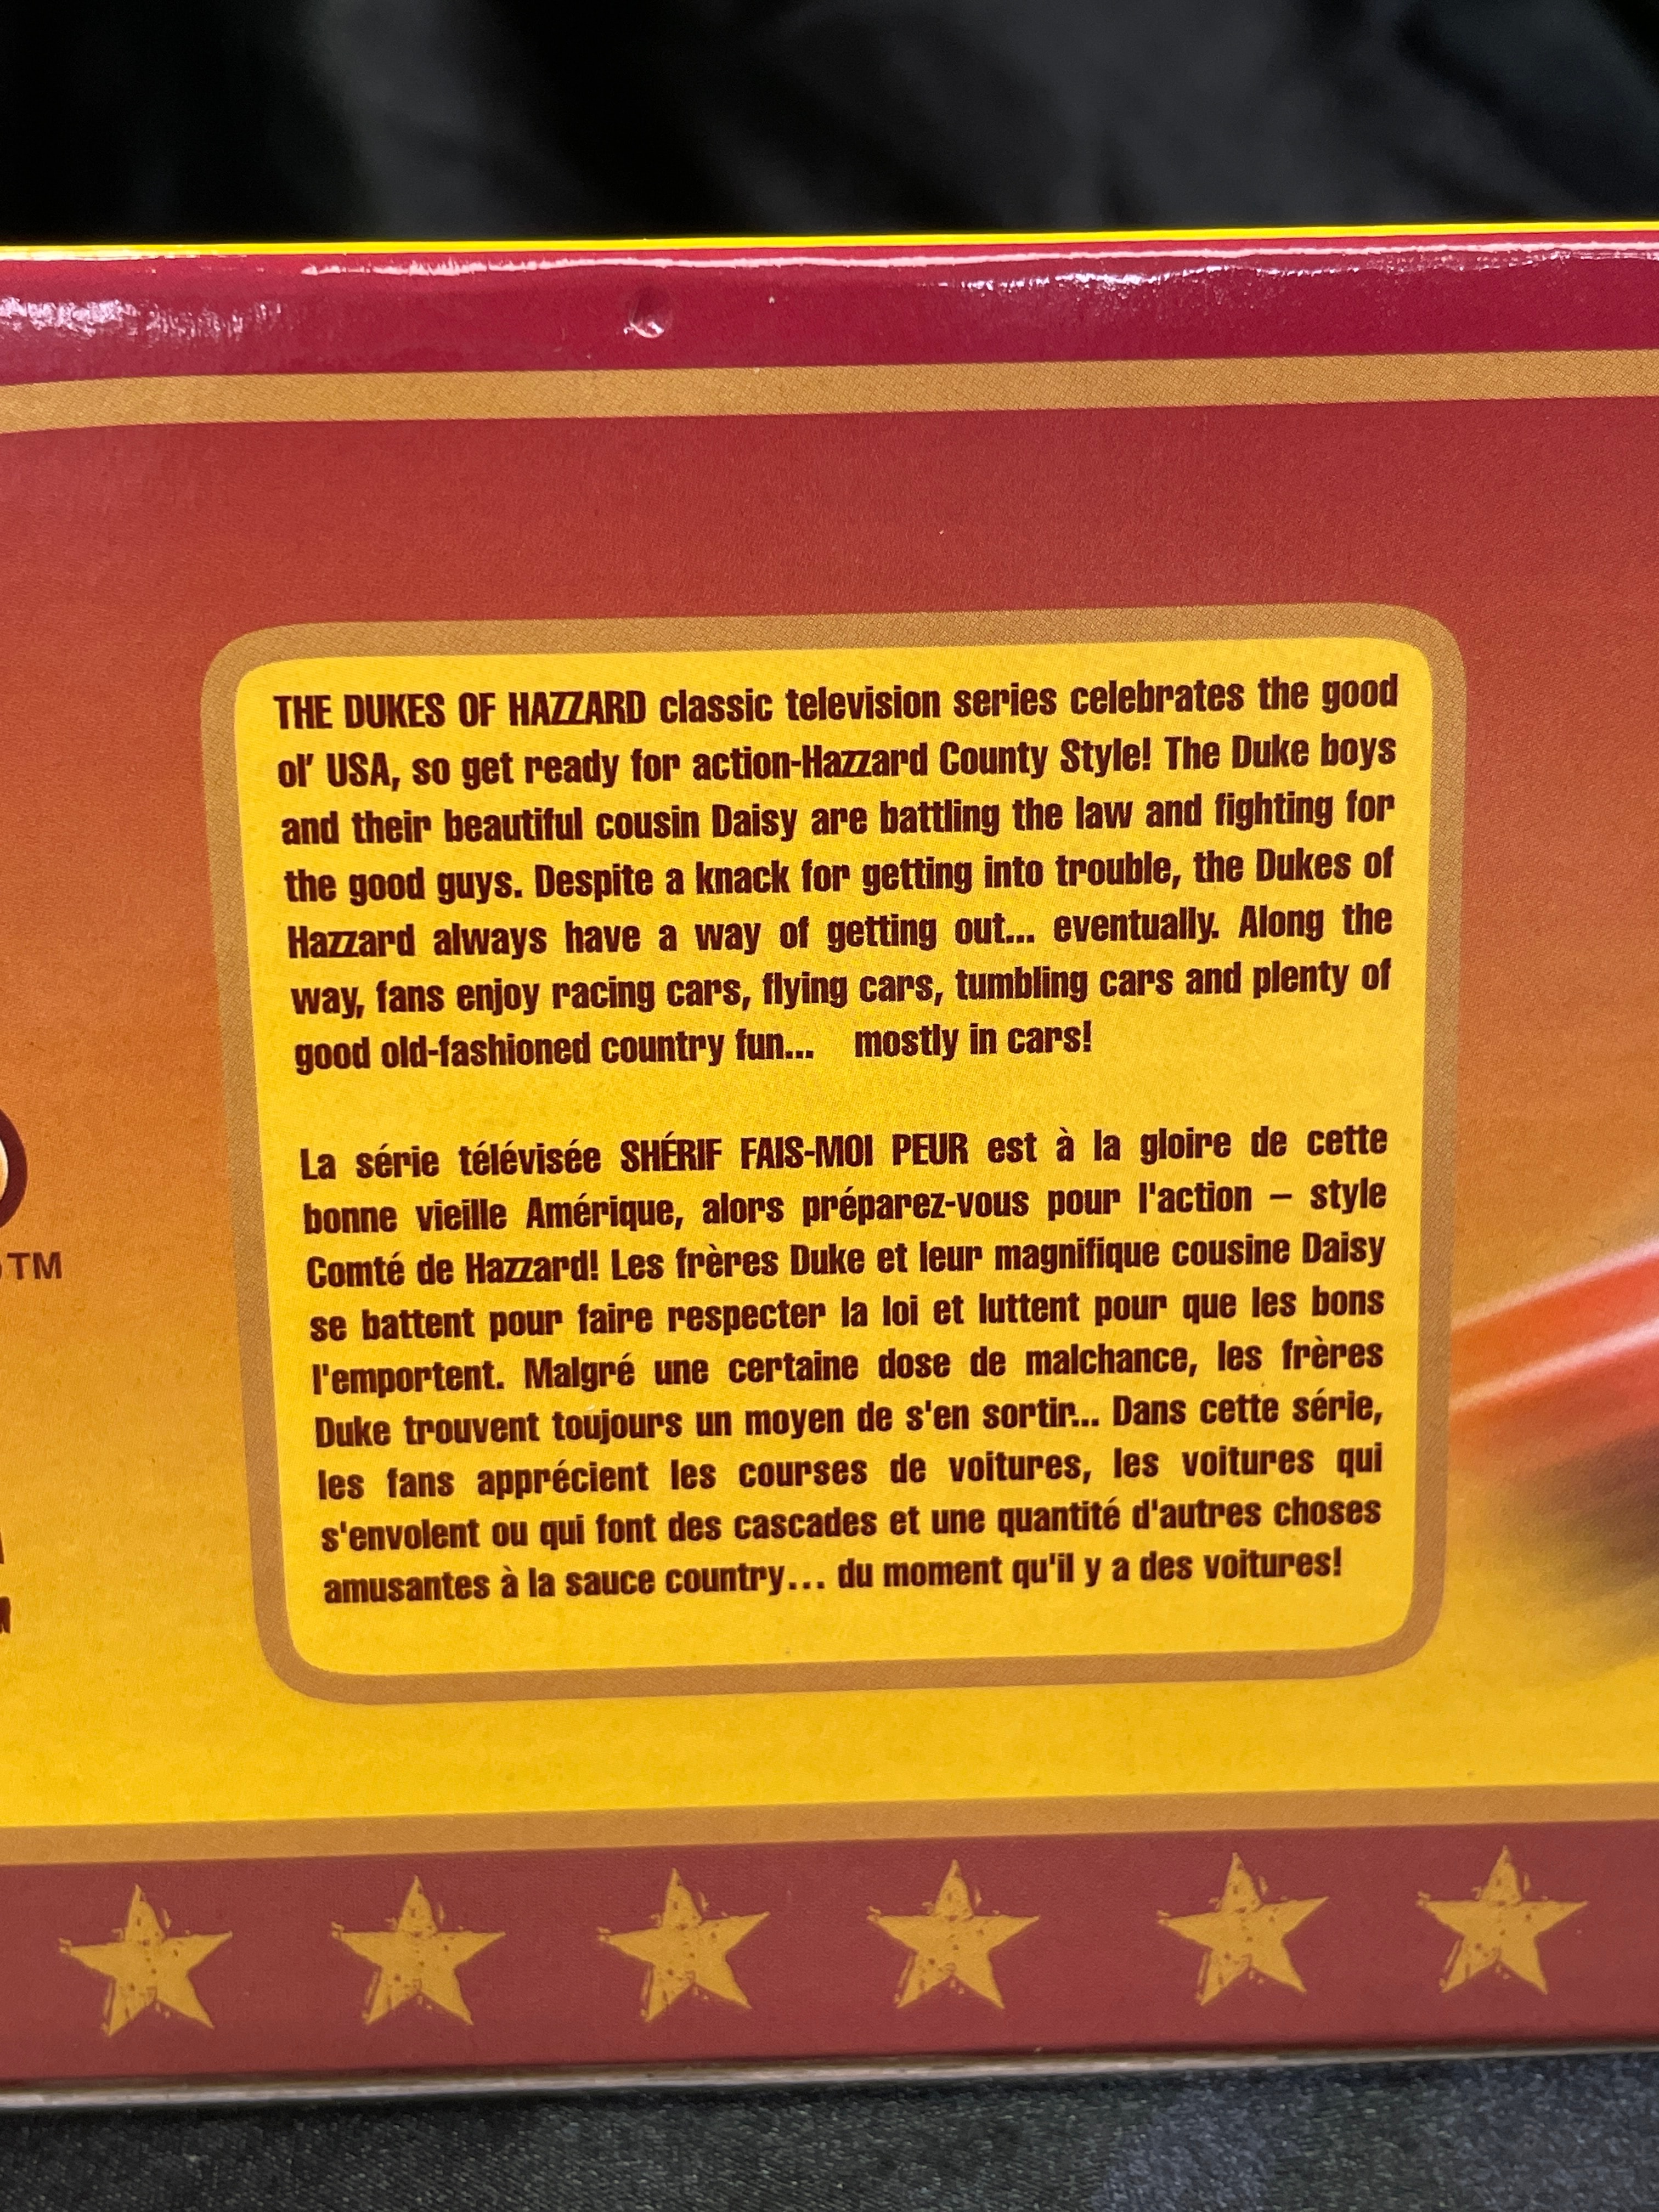 THE DUKES OF HAZZARD classic television series celebrates the good
ol' USA, so get ready for action-Hazzard County Style! The Duke boys
and their beautiful cousin Daisy are battling the law and fighting for
the good guys. Despite a knack for getting into trouble, the Dukes of
Hazzard always have a way of getting out... eventually. Along the
way, fans enjoy racing cars, flying cars, tumbling cars and plenty of
good old-fashioned country fun... mostly in cars!
La série télévisée SHÉRIF FAIS-MOI PEUR est à la gloire de cette
bonne vieille Amérique, alors préparez-vous pour l'action – style
Comté de Hazzard! Les frères Duke et leur magnifique cousine Daisy
se battent pour faire respecter la loi et luttent pour que les bons
l'emportent. Malgré une certaine dose de malchance, les frères
Duke trouvent toujours un moyen de s'en sortir... Dans cette série,
les fans apprécient les courses de voitures, les voitures qui
s'envolent ou qui font des cascades et une quantité d'autres choses
amusantes à la sauce country... du moment qu'il y a des voitures!
TM